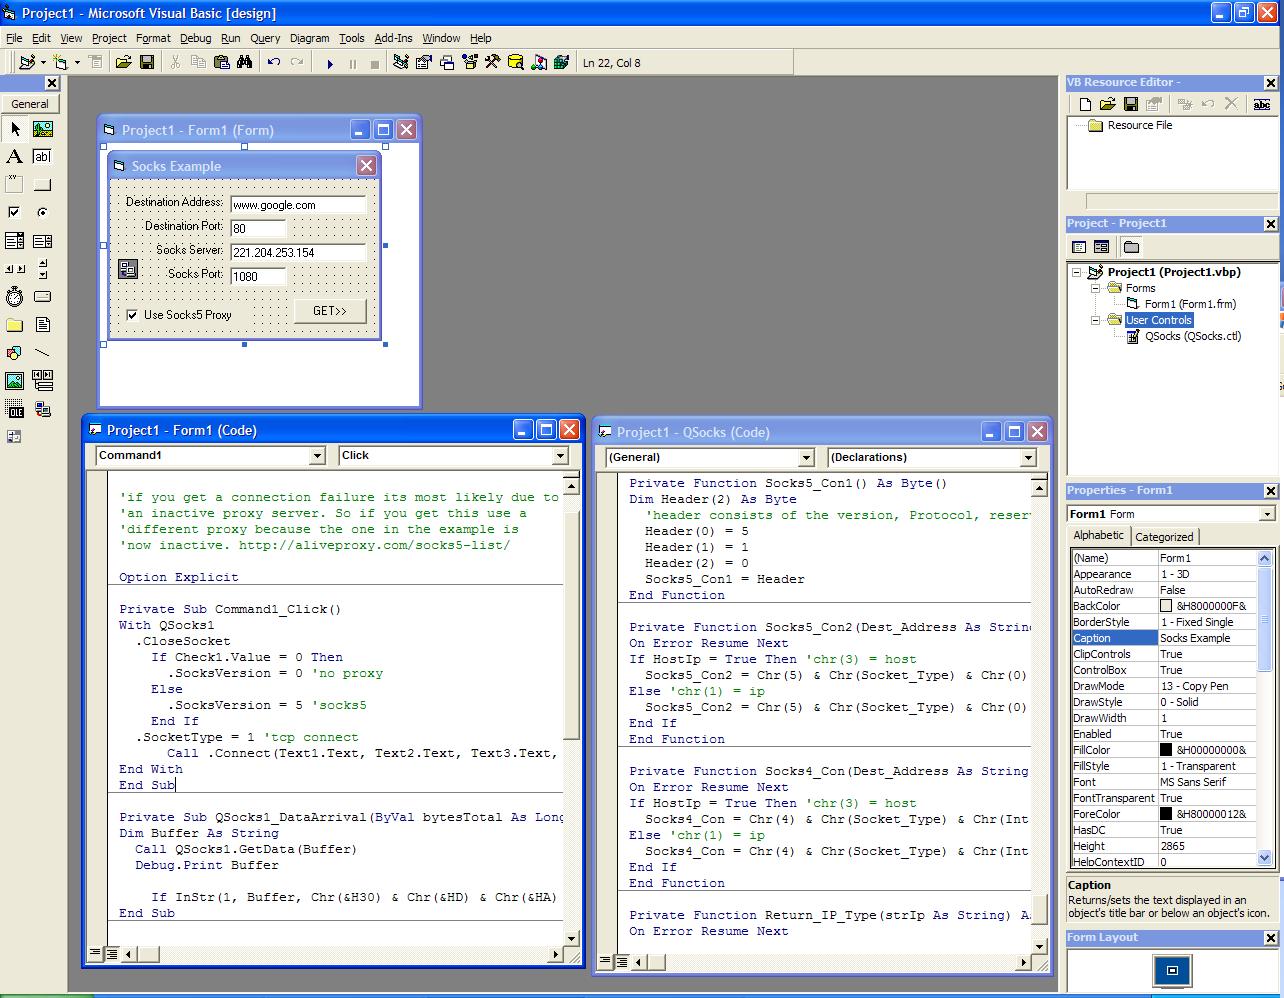 Project1 - Microsoft Visual Basic [design]
File Edit View Project Format Debug Run Query Diagram Tools Add-Ins Window Help
Ln 22, Col 8
General
A
ab|
xy
OLE
Project1 - Form1 (Form)
Socks Example
Destination Address: www.google.com
Destination Port: 80
Socks Server: 221.204.253.154
Socks Port: 1080
Use Socks5 Proxy
GET>>
Project1 - Form1 (Code)
Command1 Click
'if you get a connection failure its most likely due to
'an inactive proxy server. So if you get this use a
'different proxy because the one in the example is
'now inactive. http://aliveproxy.com/socks5-list/
Option Explicit
Private Sub Command1_Click()
With QSocks1
.CloseSocket
If Check1.Value = 0 Then
.SocksVersion = 0 'no proxy
Else
.SocksVersion = 5 'socks5
End If
.SocketType = 1 'tcp connect
Call .Connect(Text1.Text, Text2.Text, Text3.Text,
End With
End Sub
Private Sub QSocks1_DataArrival(ByVal bytesTotal As Long
Dim Buffer As String
Call QSocks1.GetData(Buffer)
Debug.Print Buffer
If InStr(1, Buffer, Chr(&H30) & Chr(&HD) & Chr(&HA)
End Sub
Project1 - QSocks (Code)
(General) (Declarations)
Private Function Socks5_Con1() As Byte()
Dim Header(2) As Byte
'header consists of the version, Protocol, reser
Header(0) = 5
Header(1) = 1
Header(2) = 0
Socks5_Con1 = Header
End Function
Private Function Socks5_Con2(Dest_Address As String
On Error Resume Next
If HostIp = True Then 'chr(3) = host
Socks5_Con2 = Chr(5) & Chr(Socket_Type) & Chr(0)
Else 'chr(1) = ip
Socks5_Con2 = Chr(5) & Chr(Socket_Type) & Chr(0)
End If
End Function
Private Function Socks4_Con(Dest_Address As String
On Error Resume Next
If HostIp = True Then 'chr(3) = host
Socks4_Con = Chr(4) & Chr(Socket_Type) & Chr(Int
Else 'chr(1) = ip
Socks4_Con = Chr(4) & Chr(Socket_Type) & Chr(Int
End If
End Function
Private Function Return_IP_Type(strIp As String) A
On Error Resume Next
VB Resource Editor -
abc
Resource File
Project - Project1
Project1 (Project1.vbp)
Forms
Form1 (Form1.frm)
User Controls
QSocks (QSocks.ctl)
Properties - Form1
Form1 Form
Alphabetic Categorized
(Name) Form1
Appearance 1 - 3D
AutoRedraw False
BackColor &H8000000F&
BorderStyle 1 - Fixed Single
Caption Socks Example
ClipControls True
ControlBox True
DrawMode 13 - Copy Pen
DrawStyle 0 - Solid
DrawWidth 1
Enabled True
FillColor &H00000000&
FillStyle 1 - Transparent
Font MS Sans Serif
FontTransparent True
ForeColor &H80000012&
HasDC True
Height 2865
HelpContextID 0
Caption
Returns/sets the text displayed in an
object's title bar or below an object's icon.
Form Layout